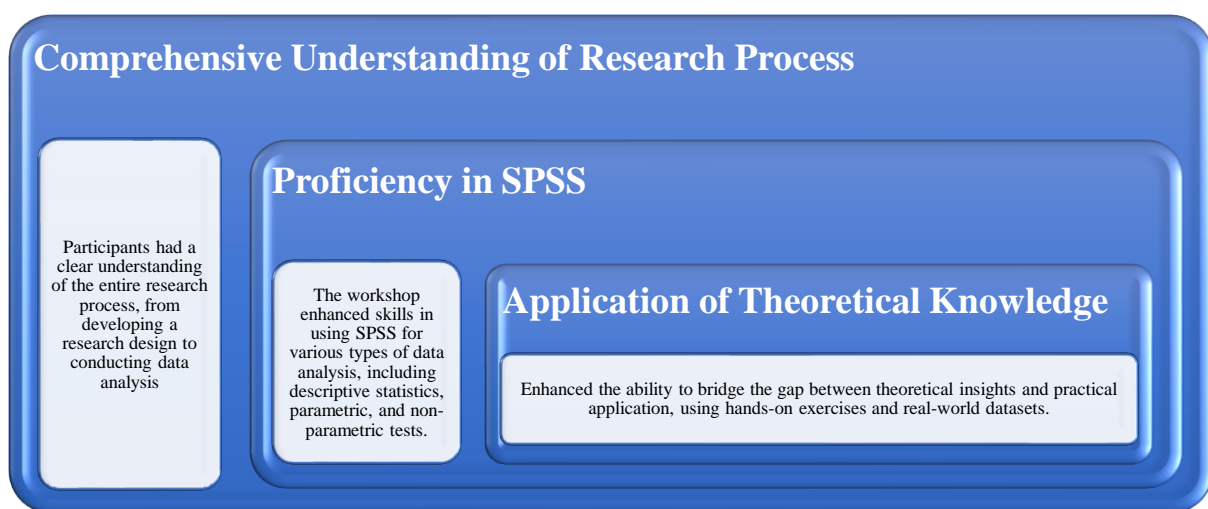 Comprehensive Understanding of Research Process
Participants had a
clear understanding
of the entire research
process, from
developing a
research design to
conducting data
analysis
Proficiency in SPSS
The workshop
enhanced skills in
using SPSS for
various types of data
analysis, including
descriptive statistics,
parametric, and non-
parametric tests.
Application of Theoretical Knowledge
Enhanced the ability to bridge the gap between theoretical insights and practical
application, using hands-on exercises and real-world datasets.